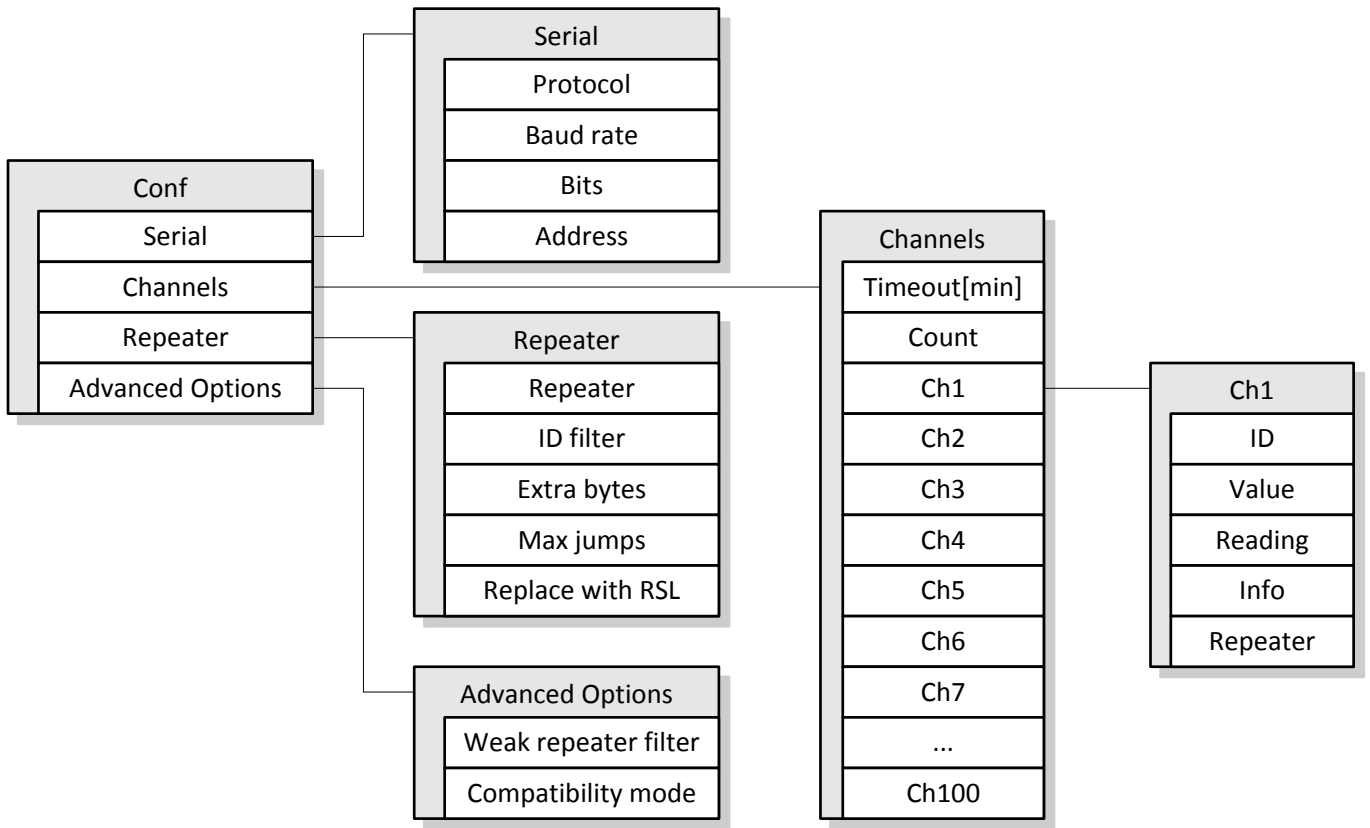 Conf
Serial
Channels
Repeater
Advanced Options
Serial
Protocol
Baud rate
Bits
Address
Repeater
Repeater
ID filter
Extra bytes
Max jumps
Replace with RSL
Advanced Options
Weak repeater filter
Compatibility mode
Channels
Timeout[min]
Count
Ch1
Ch2
Ch3
Ch4
Ch5
Ch6
Ch7
...
Ch100
Ch1
ID
Value
Reading
Info
Repeater